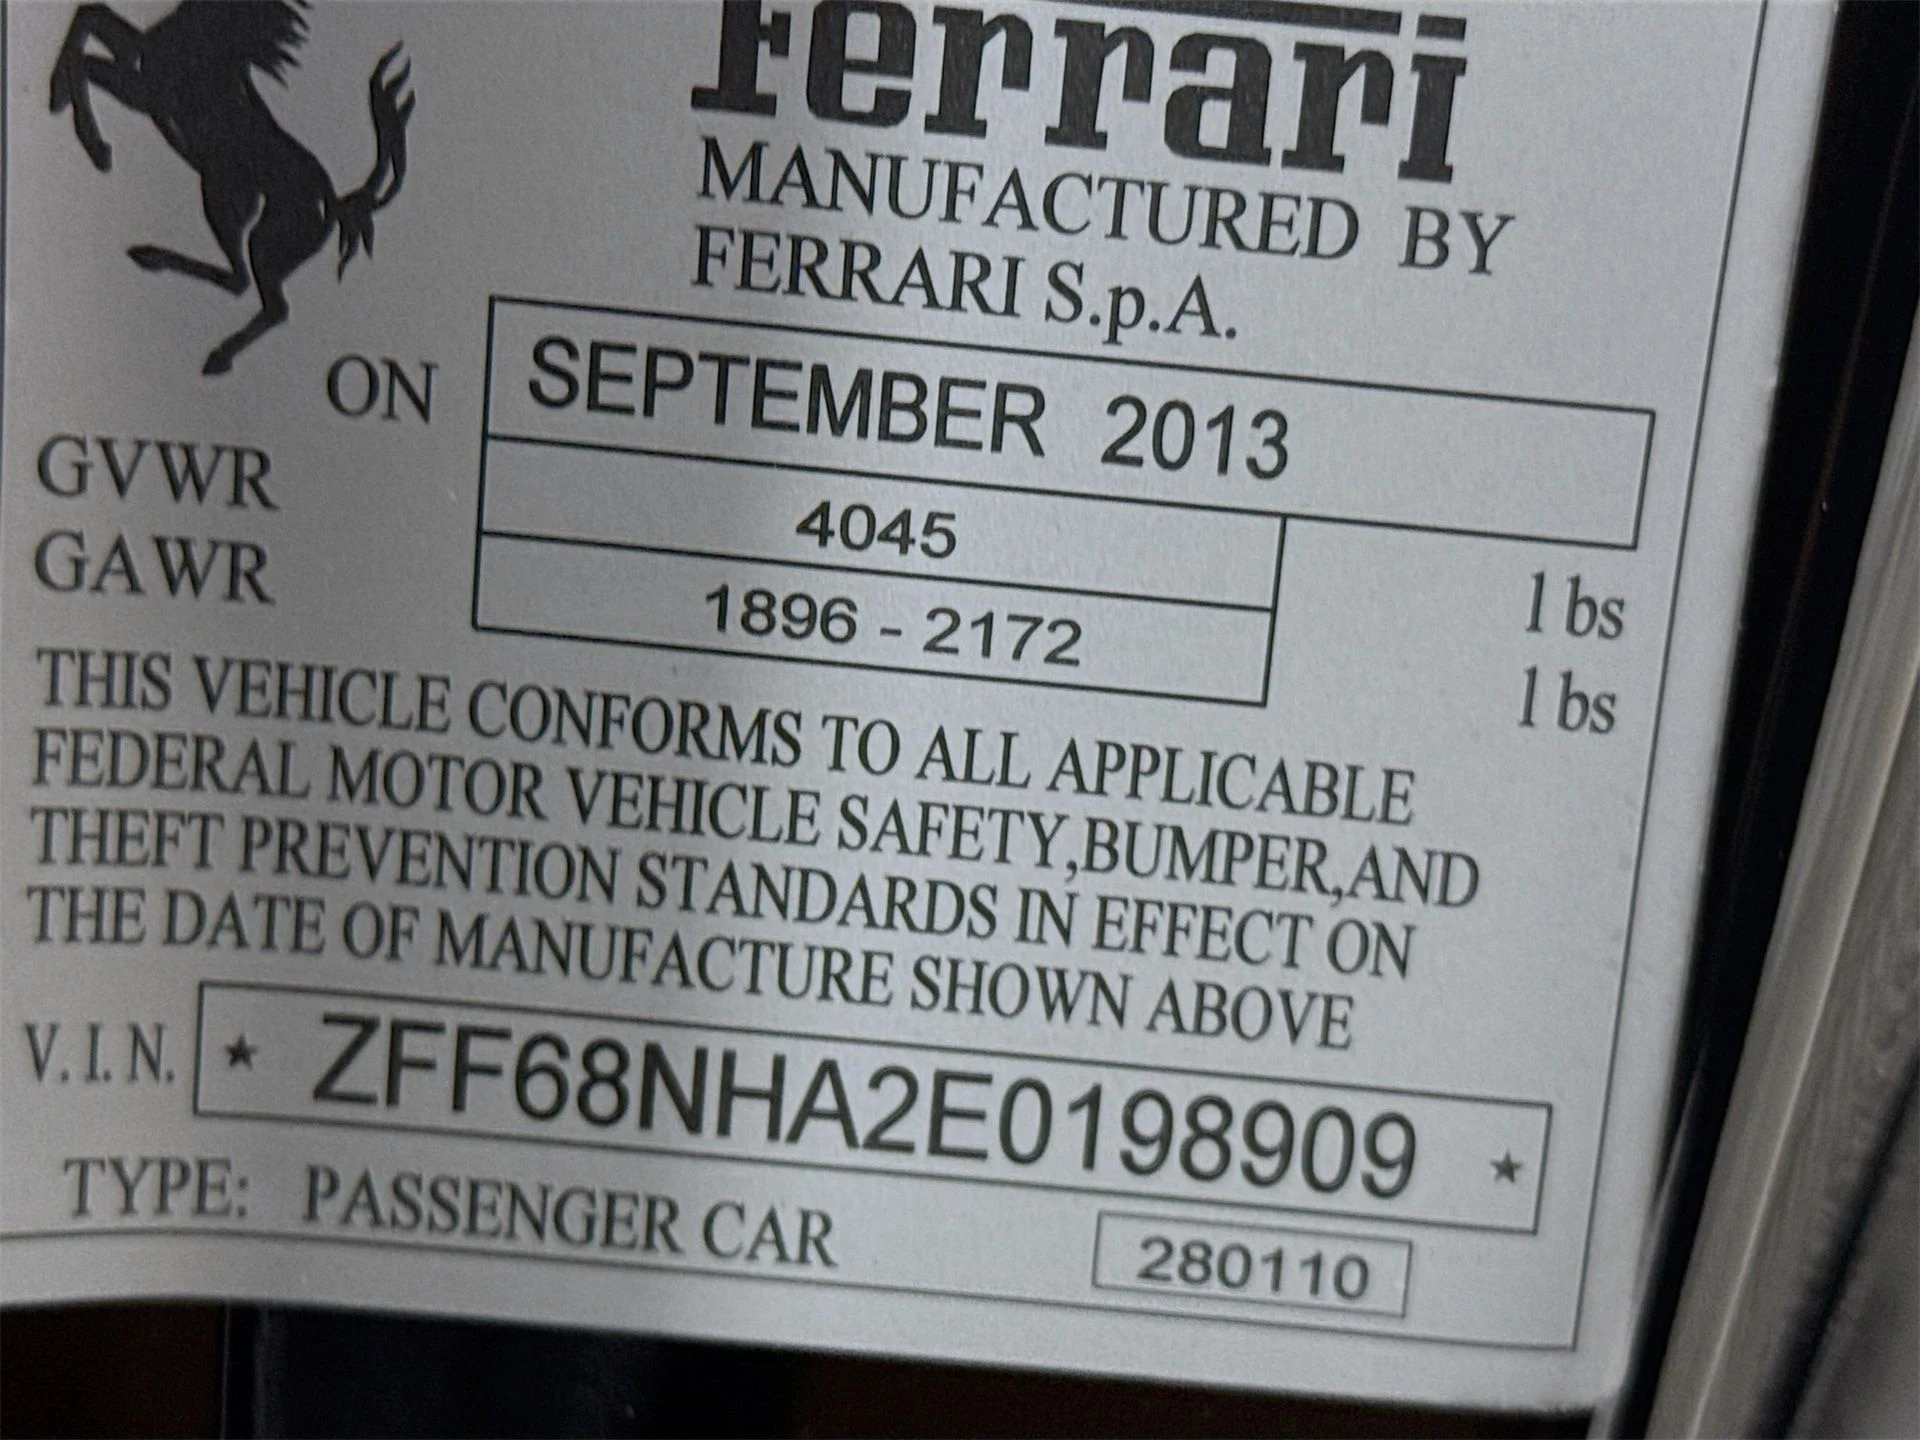 Ferrari
MANUFACTURED BY
FERRARI S.p.A.
ON SEPTEMBER 2013
GVWR 4045 lbs
GAWR 1896 - 2172 lbs
THIS VEHICLE CONFORMS TO ALL APPLICABLE
FEDERAL MOTOR VEHICLE SAFETY,BUMPER,AND
THEFT PREVENTION STANDARDS IN EFFECT ON
THE DATE OF MANUFACTURE SHOWN ABOVE
V.I.N. ★ ZFF68NHA2E0198909 ★
TYPE: PASSENGER CAR 280110